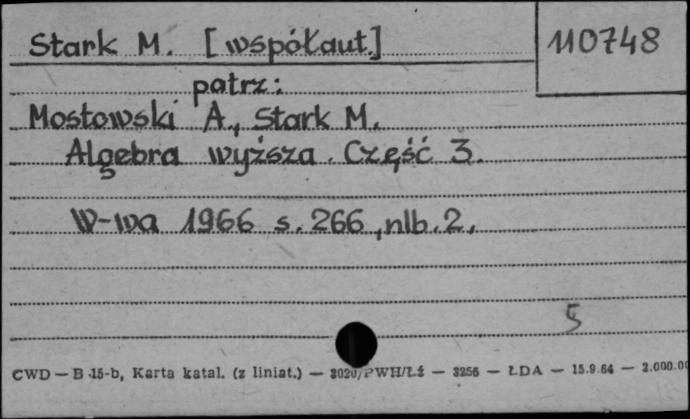 Stark M. [współaut.]
110748
patrz:
Mostowski A., Stark M.
Algebra wyższa. Część 3.
W-wa 1966 s. 266, nlb. 2.
5
CWD — B-15-b, Karta katal. (z liniat.) — 3020/PWH/Łź — 3256 — ŁDA — 15.9.64 — 2.000.00